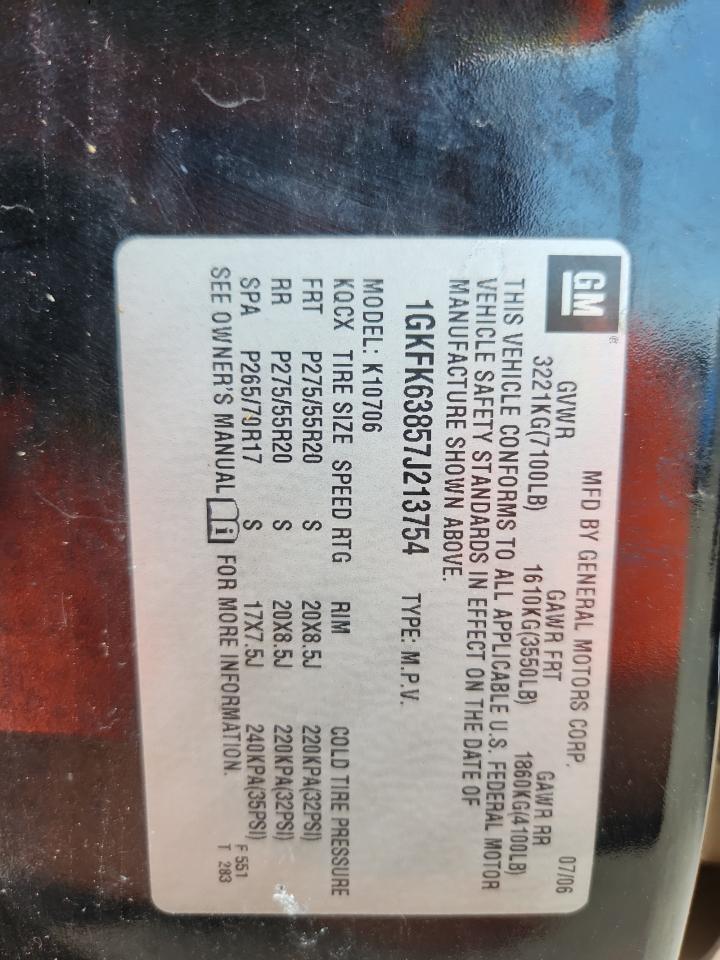 GM®
MFD BY GENERAL MOTORS CORP. 07/06
GVWR GAWR FRT GAWR RR
3221KG(7100LB) 1610KG(3550LB) 1860KG(4100LB)
THIS VEHICLE CONFORMS TO ALL APPLICABLE U.S. FEDERAL MOTOR
VEHICLE SAFETY STANDARDS IN EFFECT ON THE DATE OF
MANUFACTURE SHOWN ABOVE.
1GKFK63857J213754 TYPE: M.P.V.
MODEL: K10706
KQCX TIRE SIZE SPEED RTG RIM COLD TIRE PRESSURE
FRT P275/55R20 S 20X8.5J 220KPA(32PSI)
RR P275/55R20 S 20X8.5J 220KPA(32PSI)
SPA P265/70R17 S 17X7.5J 240KPA(35PSI)
SEE OWNER'S MANUAL FOR MORE INFORMATION.
F 551
T 283